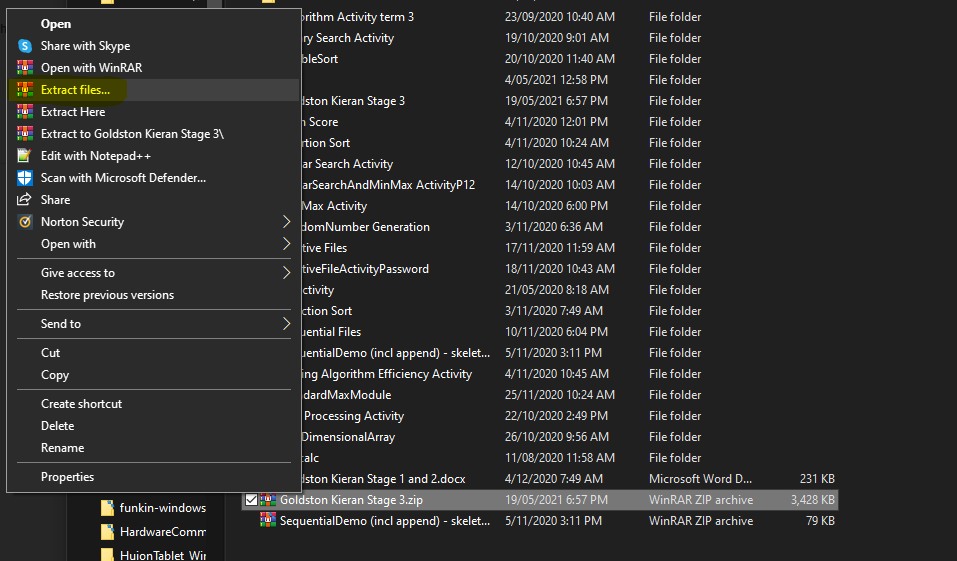 Open
Share with Skype
Open with WinRAR
Extract files...
Extract Here
Extract to Goldston Kieran Stage 3\
Edit with Notepad++
Scan with Microsoft Defender...
Share
Norton Security
Open with
Give access to
Restore previous versions
Send to
Cut
Copy
Create shortcut
Delete
Rename
Properties
orithm Activity term 3 23/09/2020 10:40 AM File folder
ry Search Activity 19/10/2020 9:01 AM File folder
bleSort 20/10/2020 11:40 AM File folder
4/05/2021 12:58 PM File folder
ldston Kieran Stage 3 19/05/2021 6:57 PM File folder
n Score 4/11/2020 12:01 PM File folder
rtion Sort 4/11/2020 10:24 AM File folder
ar Search Activity 12/10/2020 10:45 AM File folder
arSearchAndMinMax ActivityP12 14/10/2020 10:03 AM File folder
Max Activity 14/10/2020 6:00 PM File folder
domNumber Generation 3/11/2020 6:36 AM File folder
tive Files 17/11/2020 11:59 AM File folder
ativeFileActivityPassword 18/11/2020 10:43 AM File folder
ctivity 21/05/2020 8:18 AM File folder
ction Sort 3/11/2020 7:49 AM File folder
uential Files 10/11/2020 6:04 PM File folder
uentialDemo (incl append) - skelet... 5/11/2020 3:11 PM File folder
ing Algorithm Efficiency Activity 4/11/2020 10:45 AM File folder
ndardMaxModule 25/11/2020 10:24 AM File folder
Processing Activity 22/10/2020 2:49 PM File folder
DimensionalArray 26/10/2020 9:56 AM File folder
calc 11/08/2020 11:58 AM File folder
ldston Kieran Stage 1 and 2.docx 4/12/2020 7:49 AM Microsoft Word D... 231 KB
Goldston Kieran Stage 3.zip 19/05/2021 6:57 PM WinRAR ZIP archive 3,428 KB
SequentialDemo (incl append) - skelet... 5/11/2020 3:11 PM WinRAR ZIP archive 79 KB
funkin-windows
HardwareComm
HuionTablet_Wir